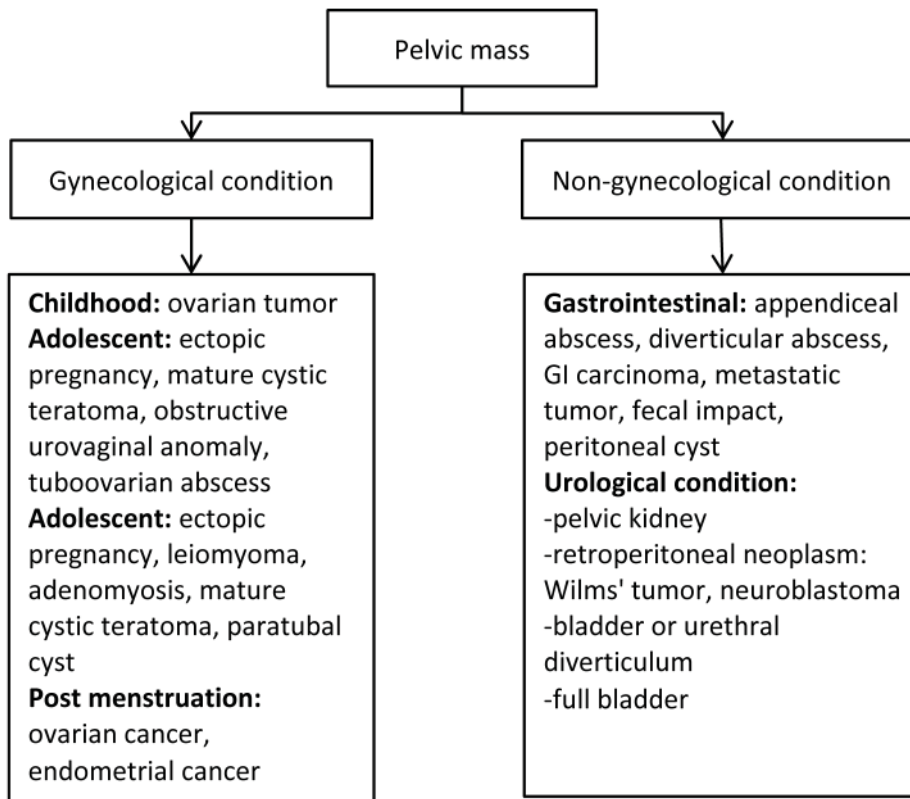 Pelvic mass
Gynecological condition
Non-gynecological condition
Childhood: ovarian tumor
Adolescent: ectopic
pregnancy, mature cystic
teratoma, obstructive
urovaginal anomaly,
tuboovarian abscess
Adolescent: ectopic
pregnancy, leiomyoma,
adenomyosis, mature
cystic teratoma, paratubal
cyst
Post menstruation:
ovarian cancer,
endometrial cancer
Gastrointestinal: appendiceal
abscess, diverticular abscess,
GI carcinoma, metastatic
tumor, fecal impact,
peritoneal cyst
Urological condition:
-pelvic kidney
-retroperitoneal neoplasm:
Wilms' tumor, neuroblastoma
-bladder or urethral
diverticulum
-full bladder